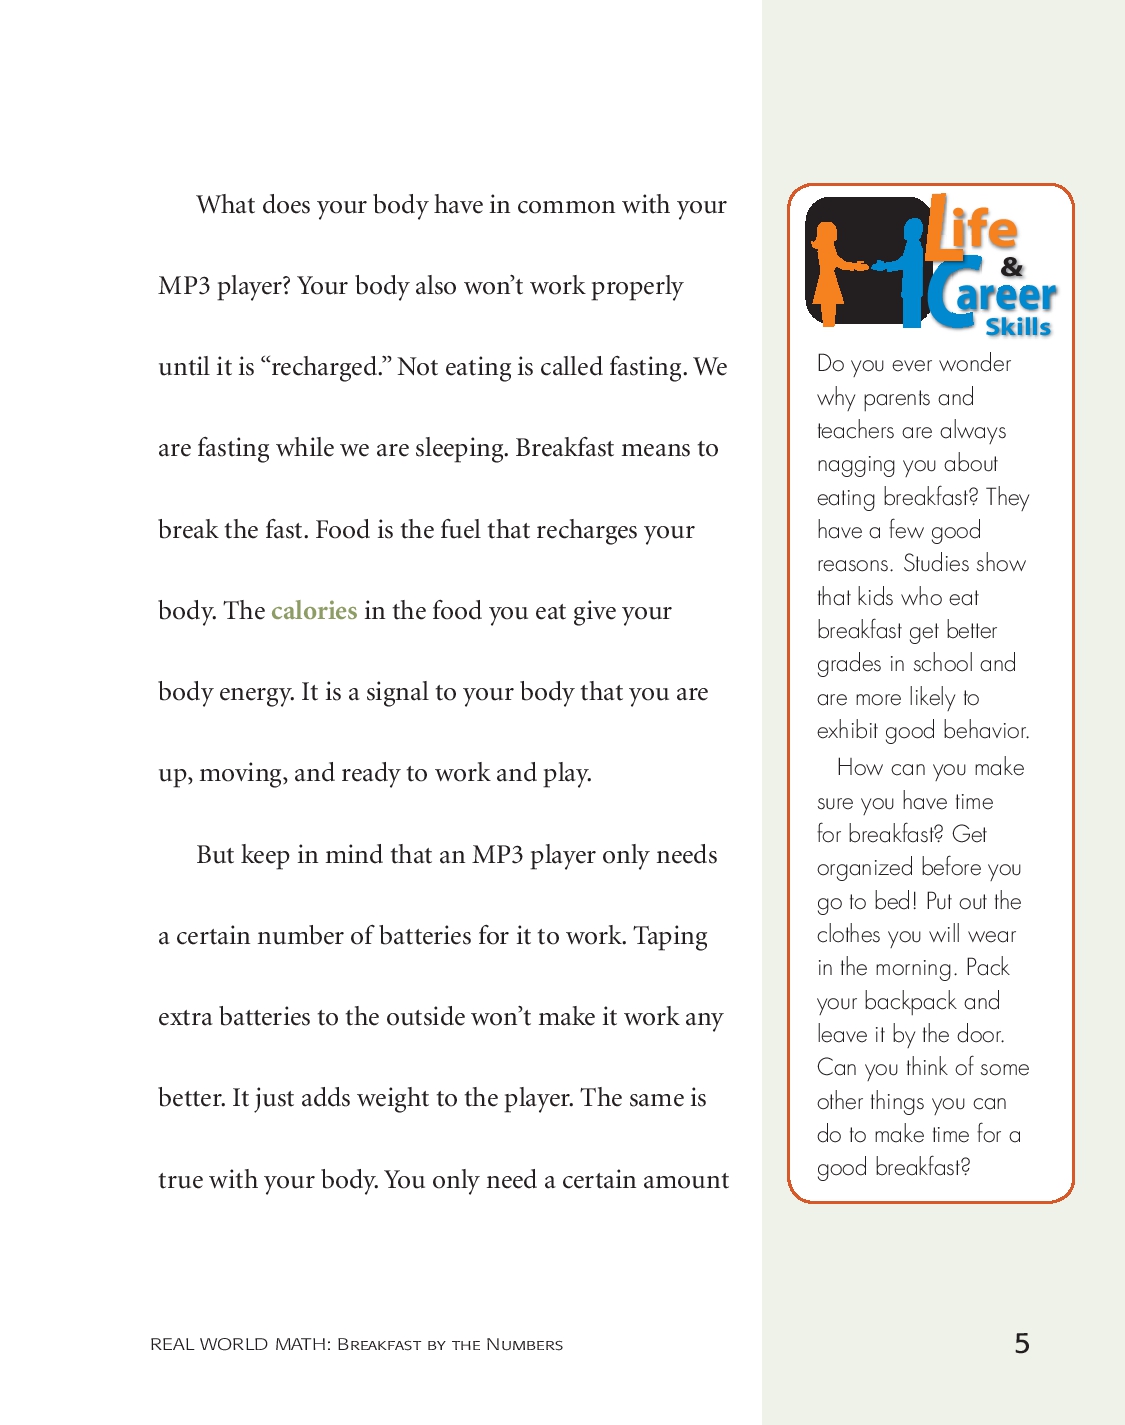 What does your body have in common with your
MP3 player? Your body also won’t work properly
until it is “recharged.” Not eating is called fasting. We
are fasting while we are sleeping. Breakfast means to
break the fast. Food is the fuel that recharges your
body. The calories in the food you eat give your
body energy. It is a signal to your body that you are
up, moving, and ready to work and play.
But keep in mind that an MP3 player only needs
a certain number of batteries for it to work. Taping
extra batteries to the outside won’t make it work any
better. It just adds weight to the player. The same is
true with your body. You only need a certain amount
Life
&
Career
Skills
Do you ever wonder
why parents and
teachers are always
nagging you about
eating breakfast? They
have a few good
reasons. Studies show
that kids who eat
breakfast get better
grades in school and
are more likely to
exhibit good behavior.
How can you make
sure you have time
for breakfast? Get
organized before you
go to bed! Put out the
clothes you will wear
in the morning. Pack
your backpack and
leave it by the door.
Can you think of some
other things you can
do to make time for a
good breakfast?
REAL WORLD MATH: Breakfast by the Numbers
5